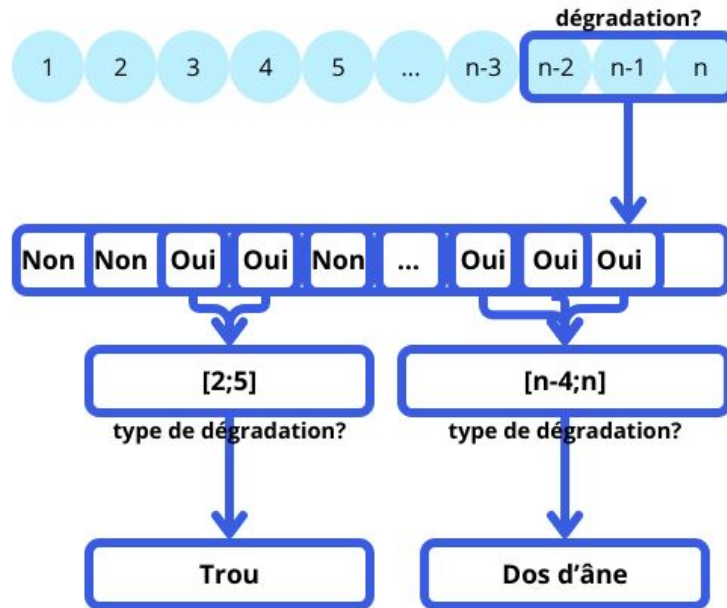 dégradation?
1 2 3 4 5 ... n-3 n-2 n-1 n
Non Non Oui Oui Non ... Oui Oui Oui
[2;5] [n-4;n]
type de dégradation? type de dégradation?
Trou Dos d’âne